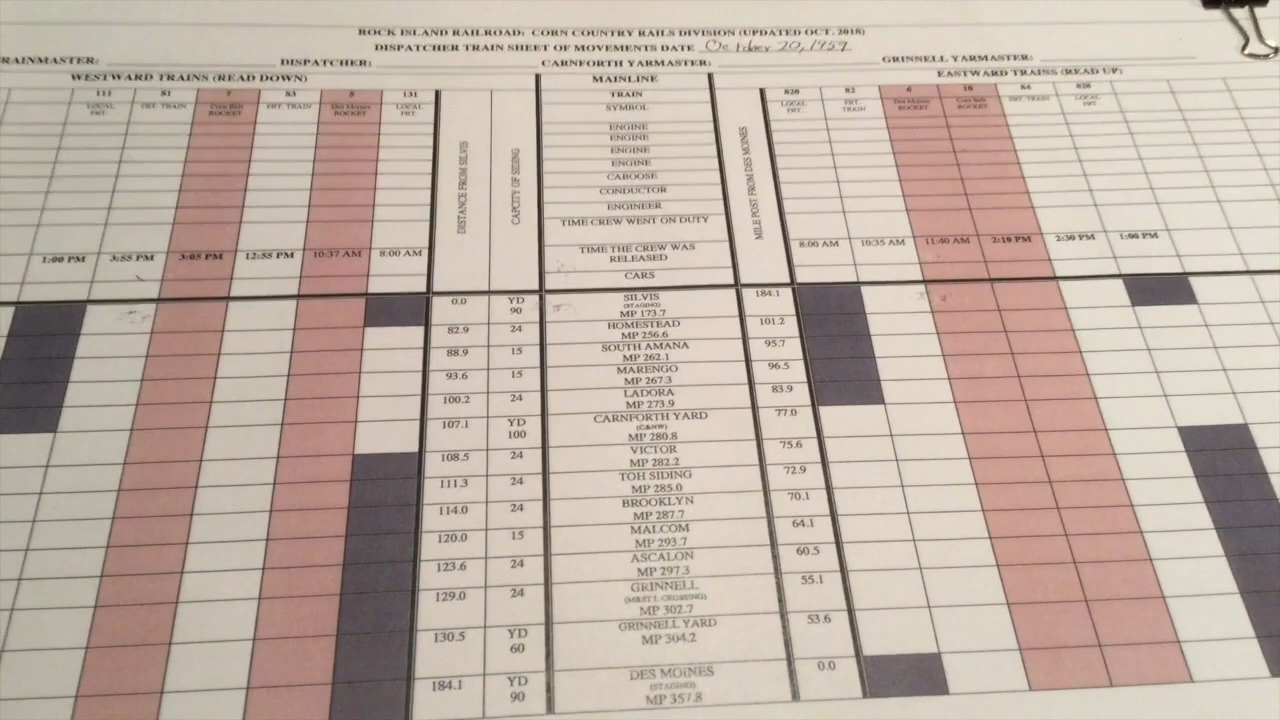 ROCK ISLAND RAILROAD: CORN COUNTRY RAILS DIVISION (UPDATED OCT. 2018)
DISPATCHER TRAIN SHEET OF MOVEMENTS DATE October 20, 1959
RAINMASTER: DISPATCHER: CARNFORTH YARMASTER: GRINNELL YARMASTER:
WESTWARD TRAINS (READ DOWN) MAINLINE EASTWARD TRAINS (READ UP)
111 81 7 83 5 131 TRAIN 820 82 6 10 84 828
LOCAL FRT. FRT. TRAIN Corn Belt ROCKET FRT. TRAIN Des Moines ROCKET LOCAL FRT. SYMBOL LOCAL FRT. FRT. TRAIN Des Moines ROCKET Corn Belt ROCKET FRT. TRAIN LOCAL FRT.
DISTANCE FROM SILVIS
CAPCITY OF SIDING
MILE POST FROM DES MOINES
ENGINE
ENGINE
ENGINE
ENGINE
CABOOSE
CONDUCTOR
ENGINEER
TIME CREW WENT ON DUTY
1:00 PM 3:55 PM 3:05 PM 12:55 PM 10:37 AM 8:00 AM TIME THE CREW WAS RELEASED 8:00 AM 10:35 AM 11:40 AM 2:10 PM 2:30 PM 1:00 PM
CARS
0.0 YD 90 SILVIS (STAGING) MP 173.7 184.1
82.9 24 HOMESTEAD MP 256.6 101.2
88.9 15 SOUTH AMANA MP 262.1 95.7
93.6 15 MARENGO MP 267.3 96.5
100.2 24 LADORA MP 273.9 83.9
107.1 YD 100 CARNFORTH YARD (C&NW) MP 280.8 77.0
108.5 24 VICTOR MP 282.2 75.6
111.3 24 TOH SIDING MP 285.0 72.9
114.0 24 BROOKLYN MP 287.7 70.1
120.0 15 MALCOM MP 293.7 64.1
123.6 24 ASCALON MP 297.3 60.5
129.0 24 GRINNELL (M&ST L CROSSING) MP 302.7 55.1
130.5 YD 60 GRINNELL YARD MP 304.2 53.6
184.1 YD 90 DES MOINES (STAGING) MP 357.8 0.0